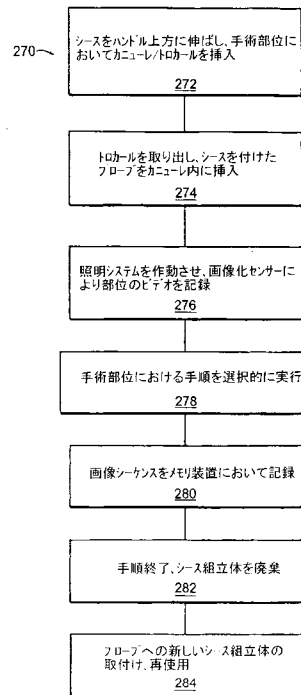 270
シースをハンドル上方に伸ばし、手術部位に
おいてカニューレ/トロカールを挿入
272
トロカールを取り出し、シースを付けた
プローブをカニューレ内に挿入
274
照明システムを作動させ、画像化センサーに
より部位のビデオを記録
276
手術部位における手順を選択的に実行
278
画像シーケンスをメモリ装置において記録
280
手順終了、シース組立体を廃棄
282
プローブへの新しいシース組立体の
取付け、再使用
284